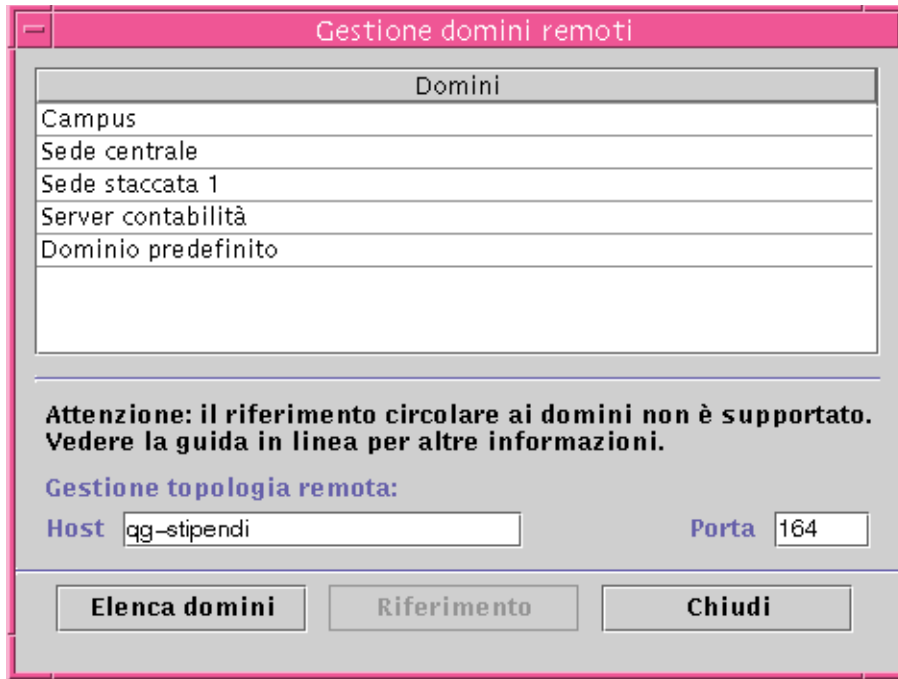 Gestione domini remoti
Domini
Campus
Sede centrale
Sede staccata 1
Server contabilità
Dominio predefinito
Attenzione: il riferimento circolare ai domini non è supportato.
Vedere la guida in linea per altre informazioni.
Gestione topologia remota:
Host qg-stipendi Porta 164
Elenca domini Riferimento Chiudi